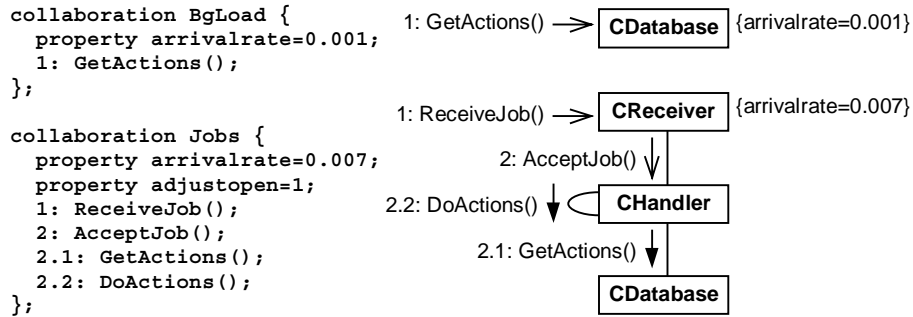 collaboration BgLoad {
property arrivalrate=0.001;
1: GetActions();
};
collaboration Jobs {
property arrivalrate=0.007;
property adjustopen=1;
1: ReceiveJob();
2: AcceptJob();
2.1: GetActions();
2.2: DoActions();
};
1: GetActions()
CDatabase
{arrivalrate=0.001}
1: ReceiveJob()
CReceiver
{arrivalrate=0.007}
2: AcceptJob()
2.2: DoActions()
CHandler
2.1: GetActions()
CDatabase